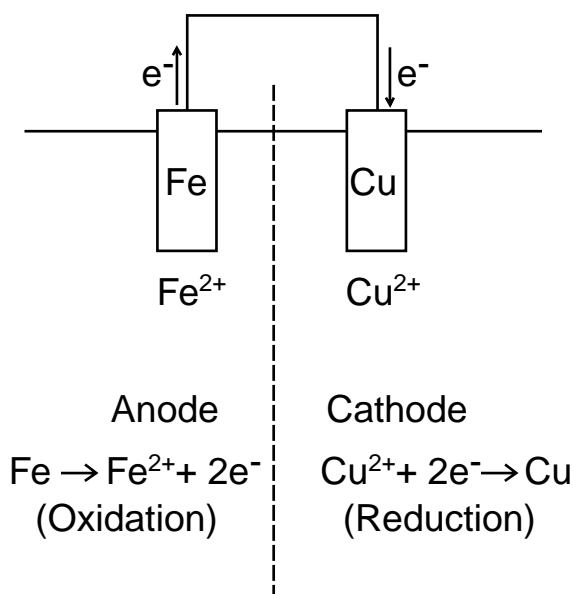 e⁻ e⁻
Fe Cu
Fe²⁺ Cu²⁺
Anode Cathode
Fe → Fe²⁺ + 2e⁻ Cu²⁺ + 2e⁻ → Cu
(Oxidation) (Reduction)